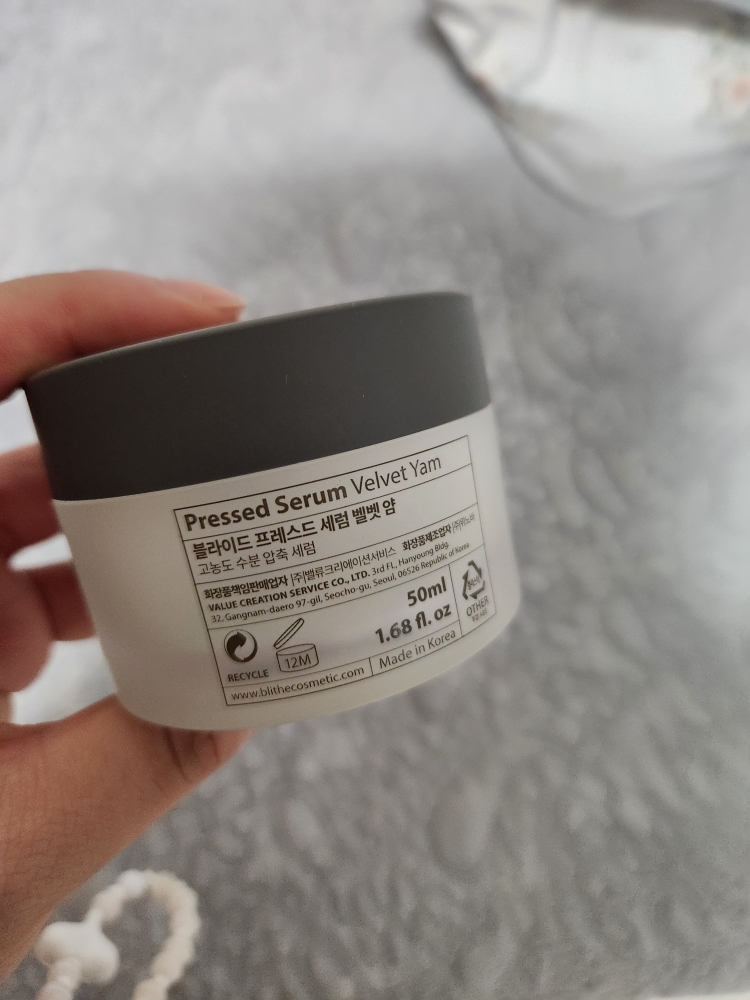 Pressed Serum Velvet Yam
블라이드 프레스드 세럼 벨벳 얌
고농도 수분 압축 세럼
화장품책임판매업자 (주)밸류크리에이션서비스 화장품제조업자
VALUE CREATION SERVICE CO., LTD. 3rd Fl., Hanyoung Bldg.
32, Gangnam-daero 97-gil, Seocho-gu, Seoul, 06526 Republic of Korea
50ml
1.68 fl. oz
RECYCLE
12M
OTHER
www.blithecosmetic.com
Made in Korea